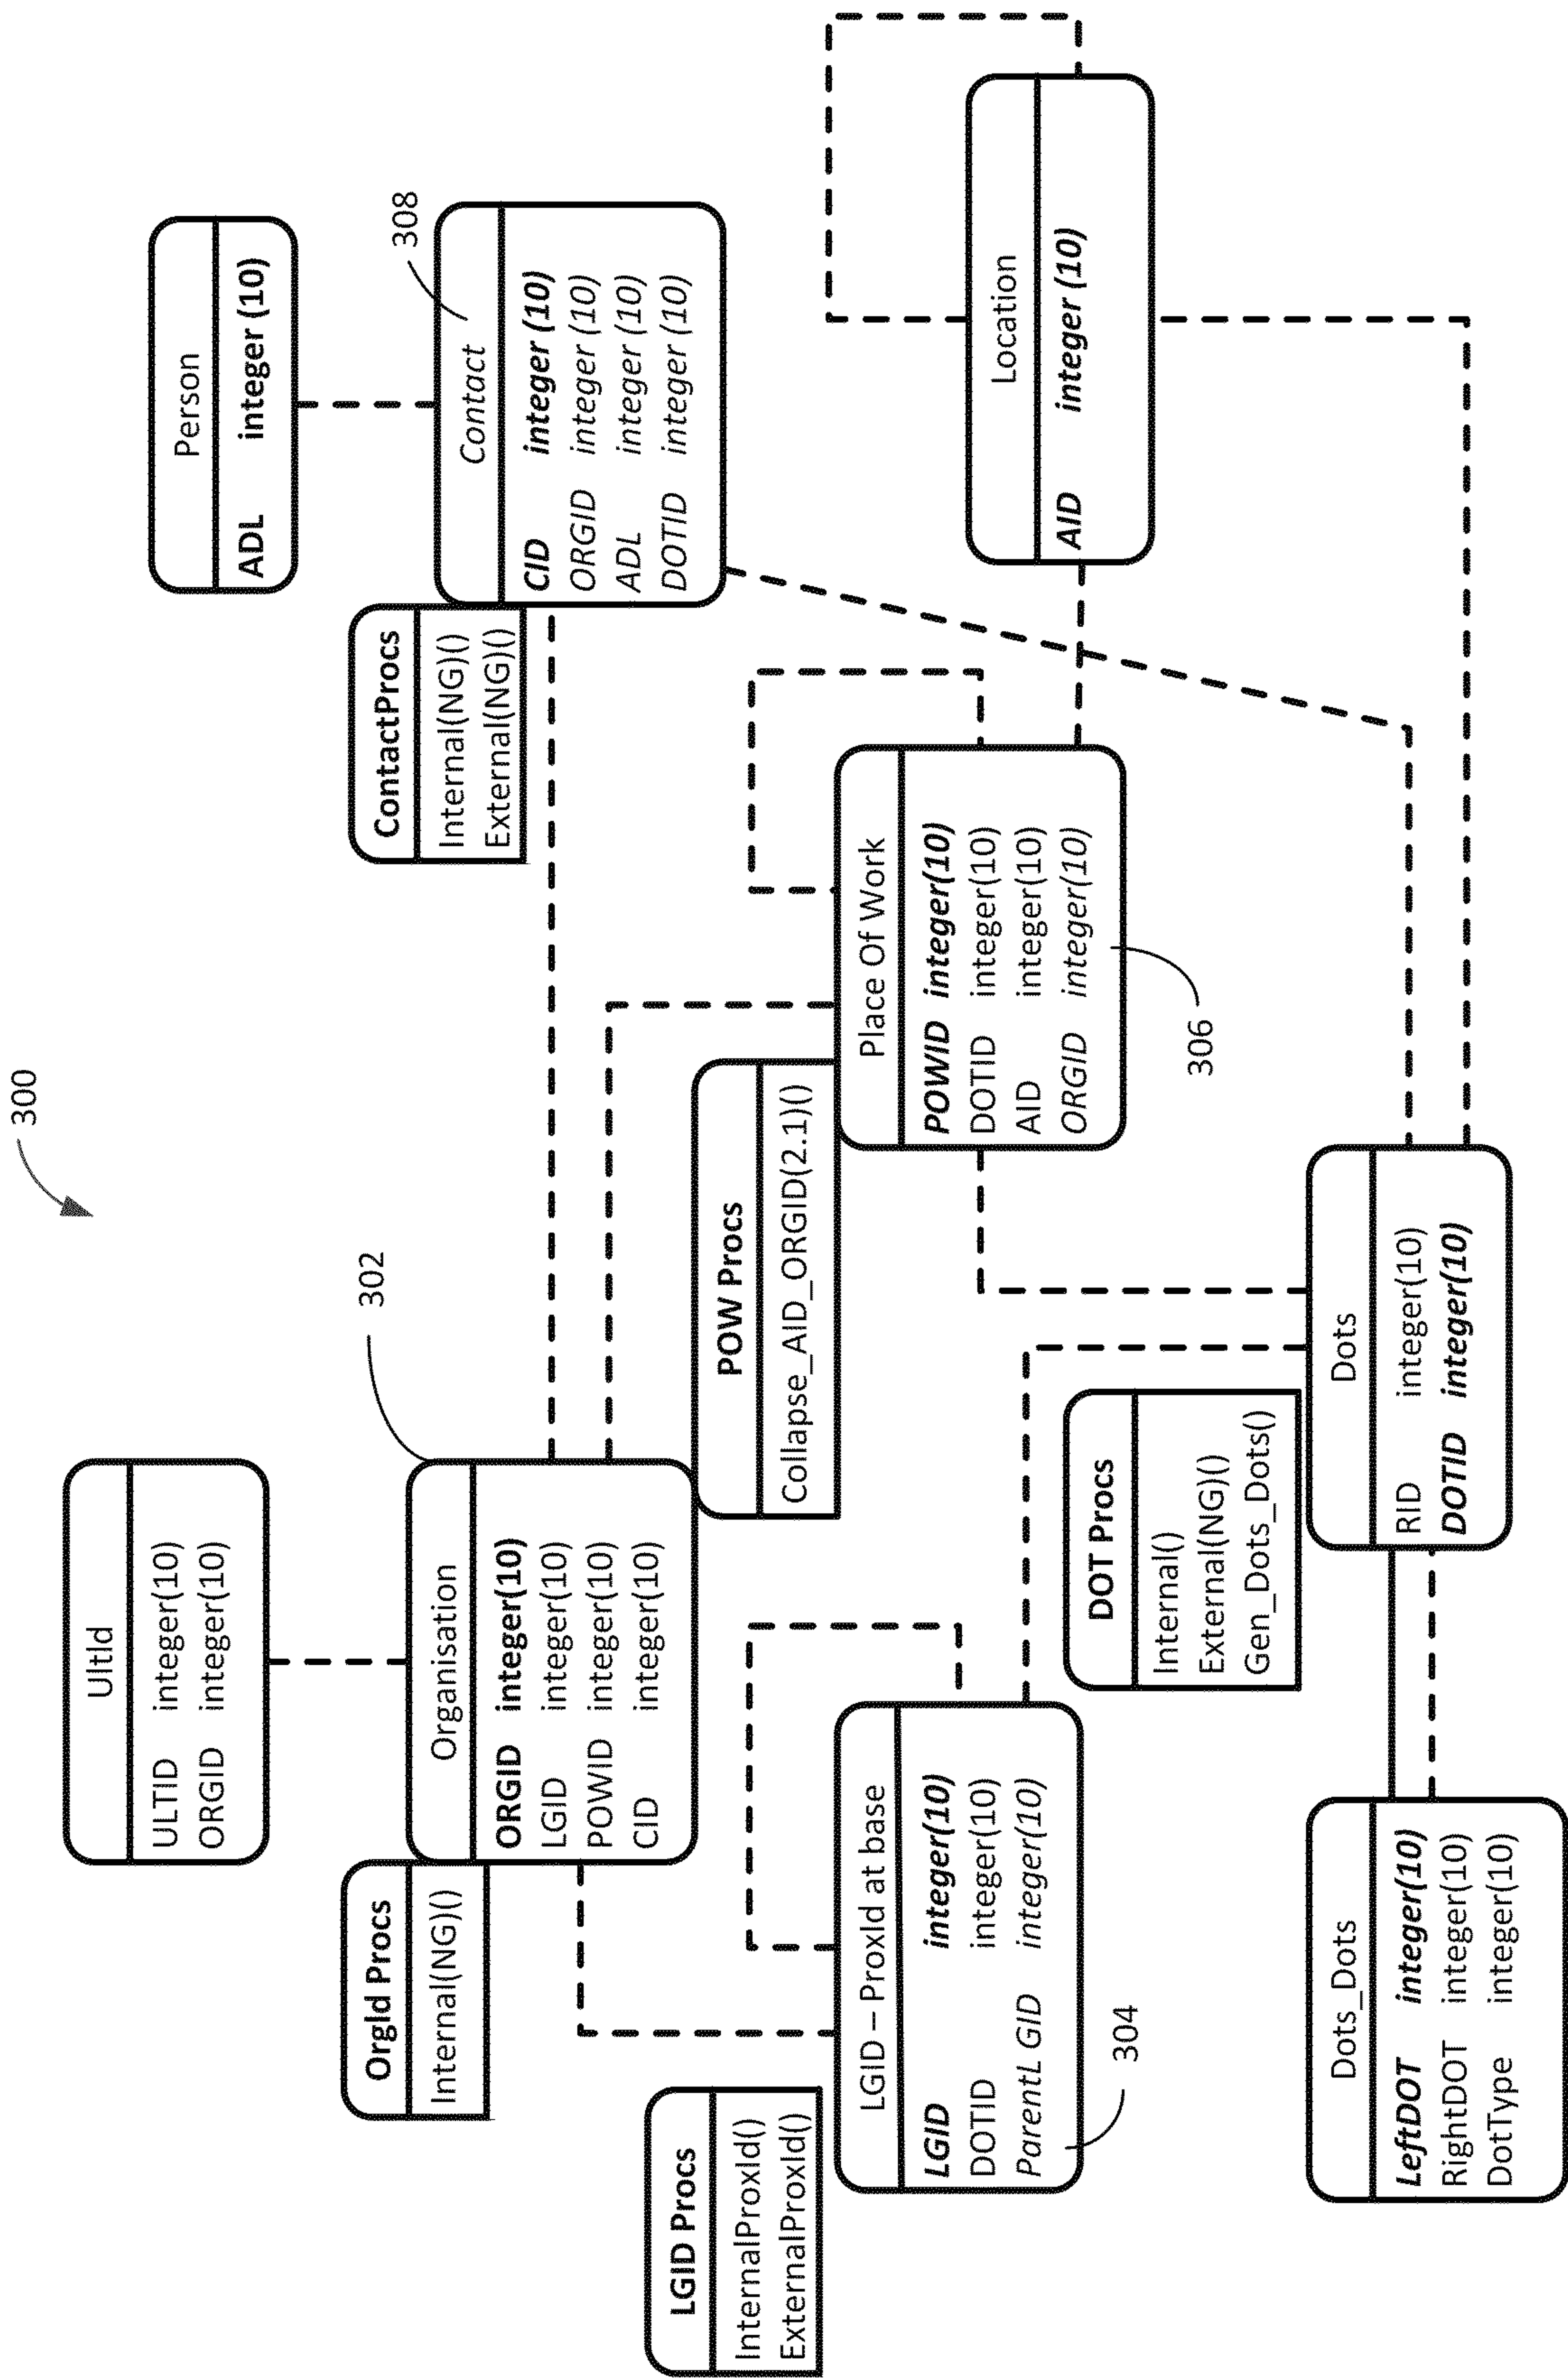 300
UltId
ULTID integer(10)
ORGID integer(10)
OrgId Procs
Internal(NG)()
302
Organisation
ORGID integer(10)
LGID integer(10)
POWID integer(10)
CID integer(10)
Person
ADL integer (10)
ContactProcs
Internal(NG)()
External(NG)()
308
Contact
CID integer (10)
ORGID integer (10)
ADL integer (10)
DOTID integer (10)
LGID Procs
InternalProxId()
ExternalProxId()
POW Procs
Collapse_AID_ORGID(2.1)()
LGID – ProxId at base
LGID integer(10)
DOTID integer(10)
ParentL GID integer(10)
304
Place Of Work
POWID integer(10)
DOTID integer(10)
AID integer(10)
ORGID integer(10)
306
Location
AID integer (10)
DOT Procs
Internal()
External(NG)()
Gen_Dots_Dots()
Dots_Dots
LeftDOT integer(10)
RightDOT integer(10)
DotType integer(10)
Dots
RID integer(10)
DOTID integer(10)